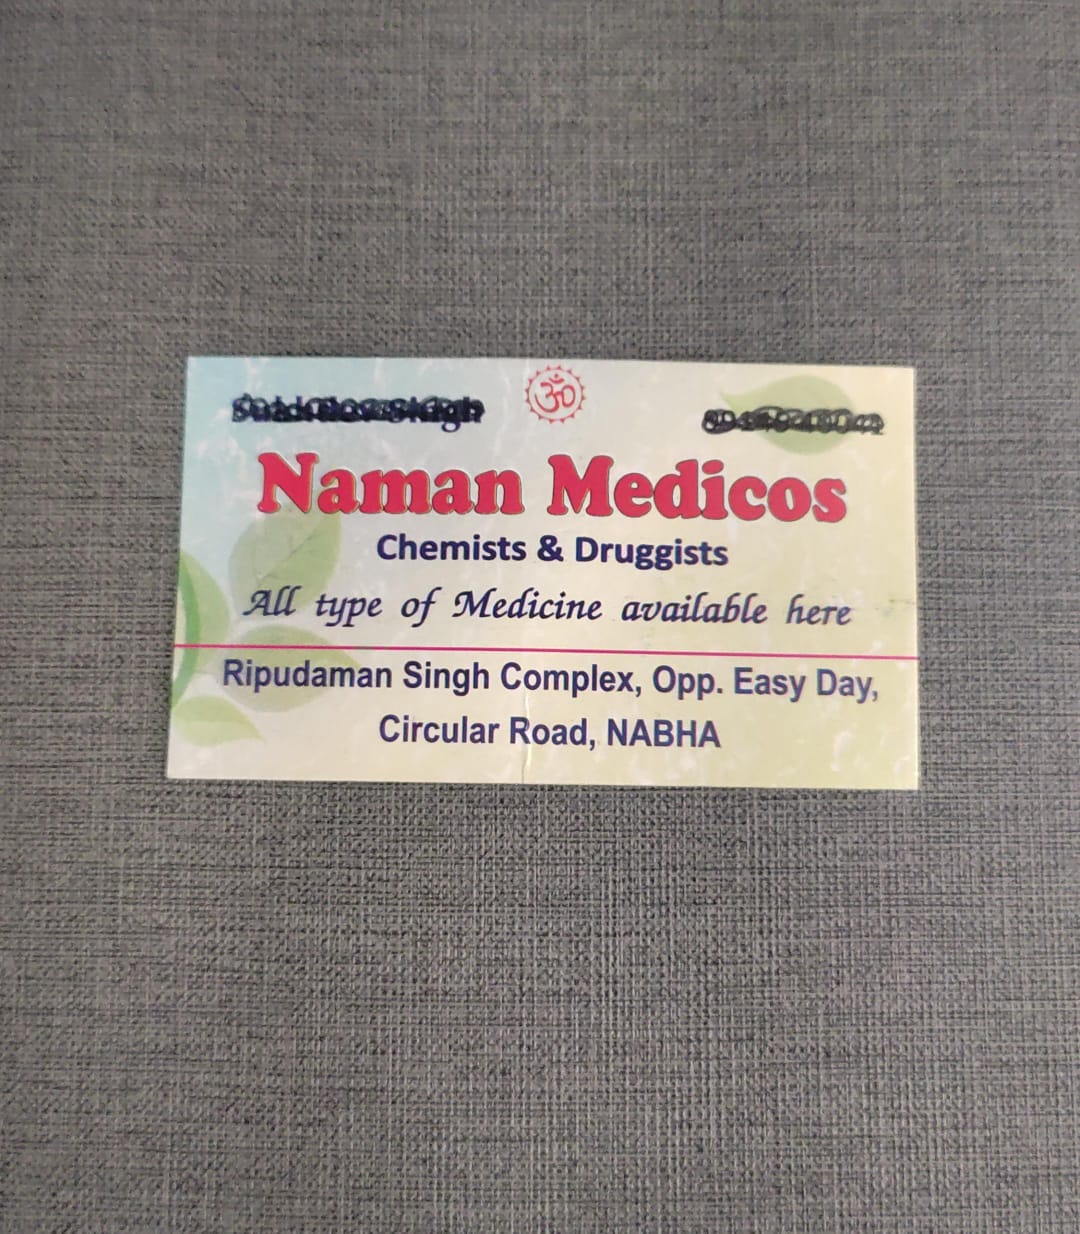 ॐ
Naman Medicos
Chemists & Druggists
All type of Medicine available here
Ripudaman Singh Complex, Opp. Easy Day,
Circular Road, NABHA